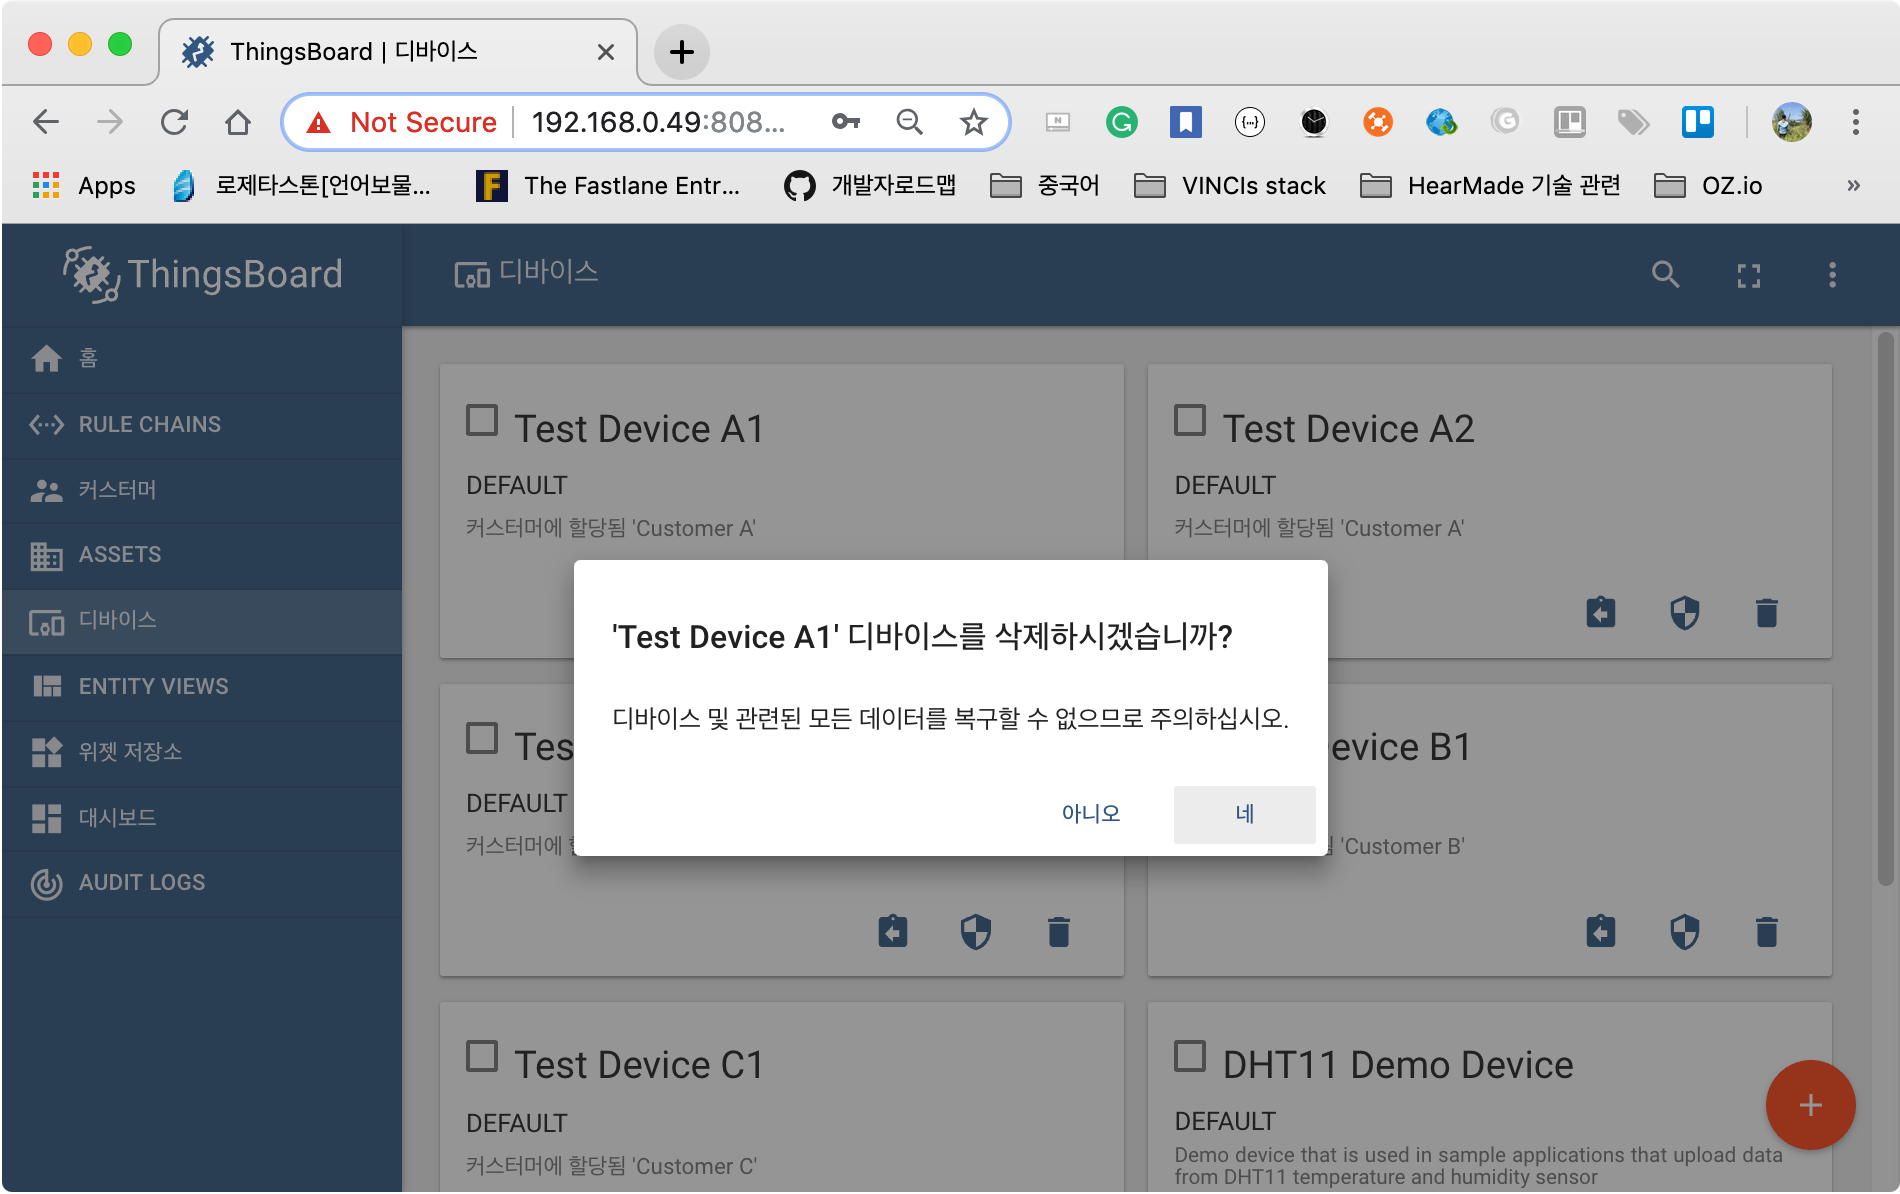 ThingsBoard | 디바이스
Not Secure
192.168.0.49:808...
Apps
로제타스톤[언어보물...
The Fastlane Entr...
개발자로드맵
중국어
VINCIs stack
HearMade 기술 관련
OZ.io
»
ThingsBoard
디바이스
홈
RULE CHAINS
커스터머
ASSETS
디바이스
ENTITY VIEWS
위젯 저장소
대시보드
AUDIT LOGS
Test Device A1
DEFAULT
커스터머에 할당됨 'Customer A'
Test Device A2
DEFAULT
커스터머에 할당됨 'Customer A'
'Test Device A1' 디바이스를 삭제하시겠습니까?
디바이스 및 관련된 모든 데이터를 복구할 수 없으므로 주의하십시오.
아니오
네
Tes
DEFAULT
커스터머에
evice B1
'Customer B'
Test Device C1
DEFAULT
커스터머에 할당됨 'Customer C'
DHT11 Demo Device
DEFAULT
Demo device that is used in sample applications that upload data
from DHT11 temperature and humidity sensor